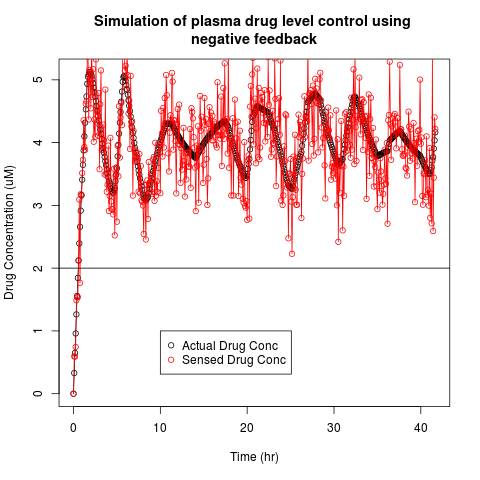 Simulation of plasma drug level control using
negative feedback
Drug Concentration (uM)
5
4
3
2
1
0
Actual Drug Conc
Sensed Drug Conc
0
10
20
30
40
Time (hr)